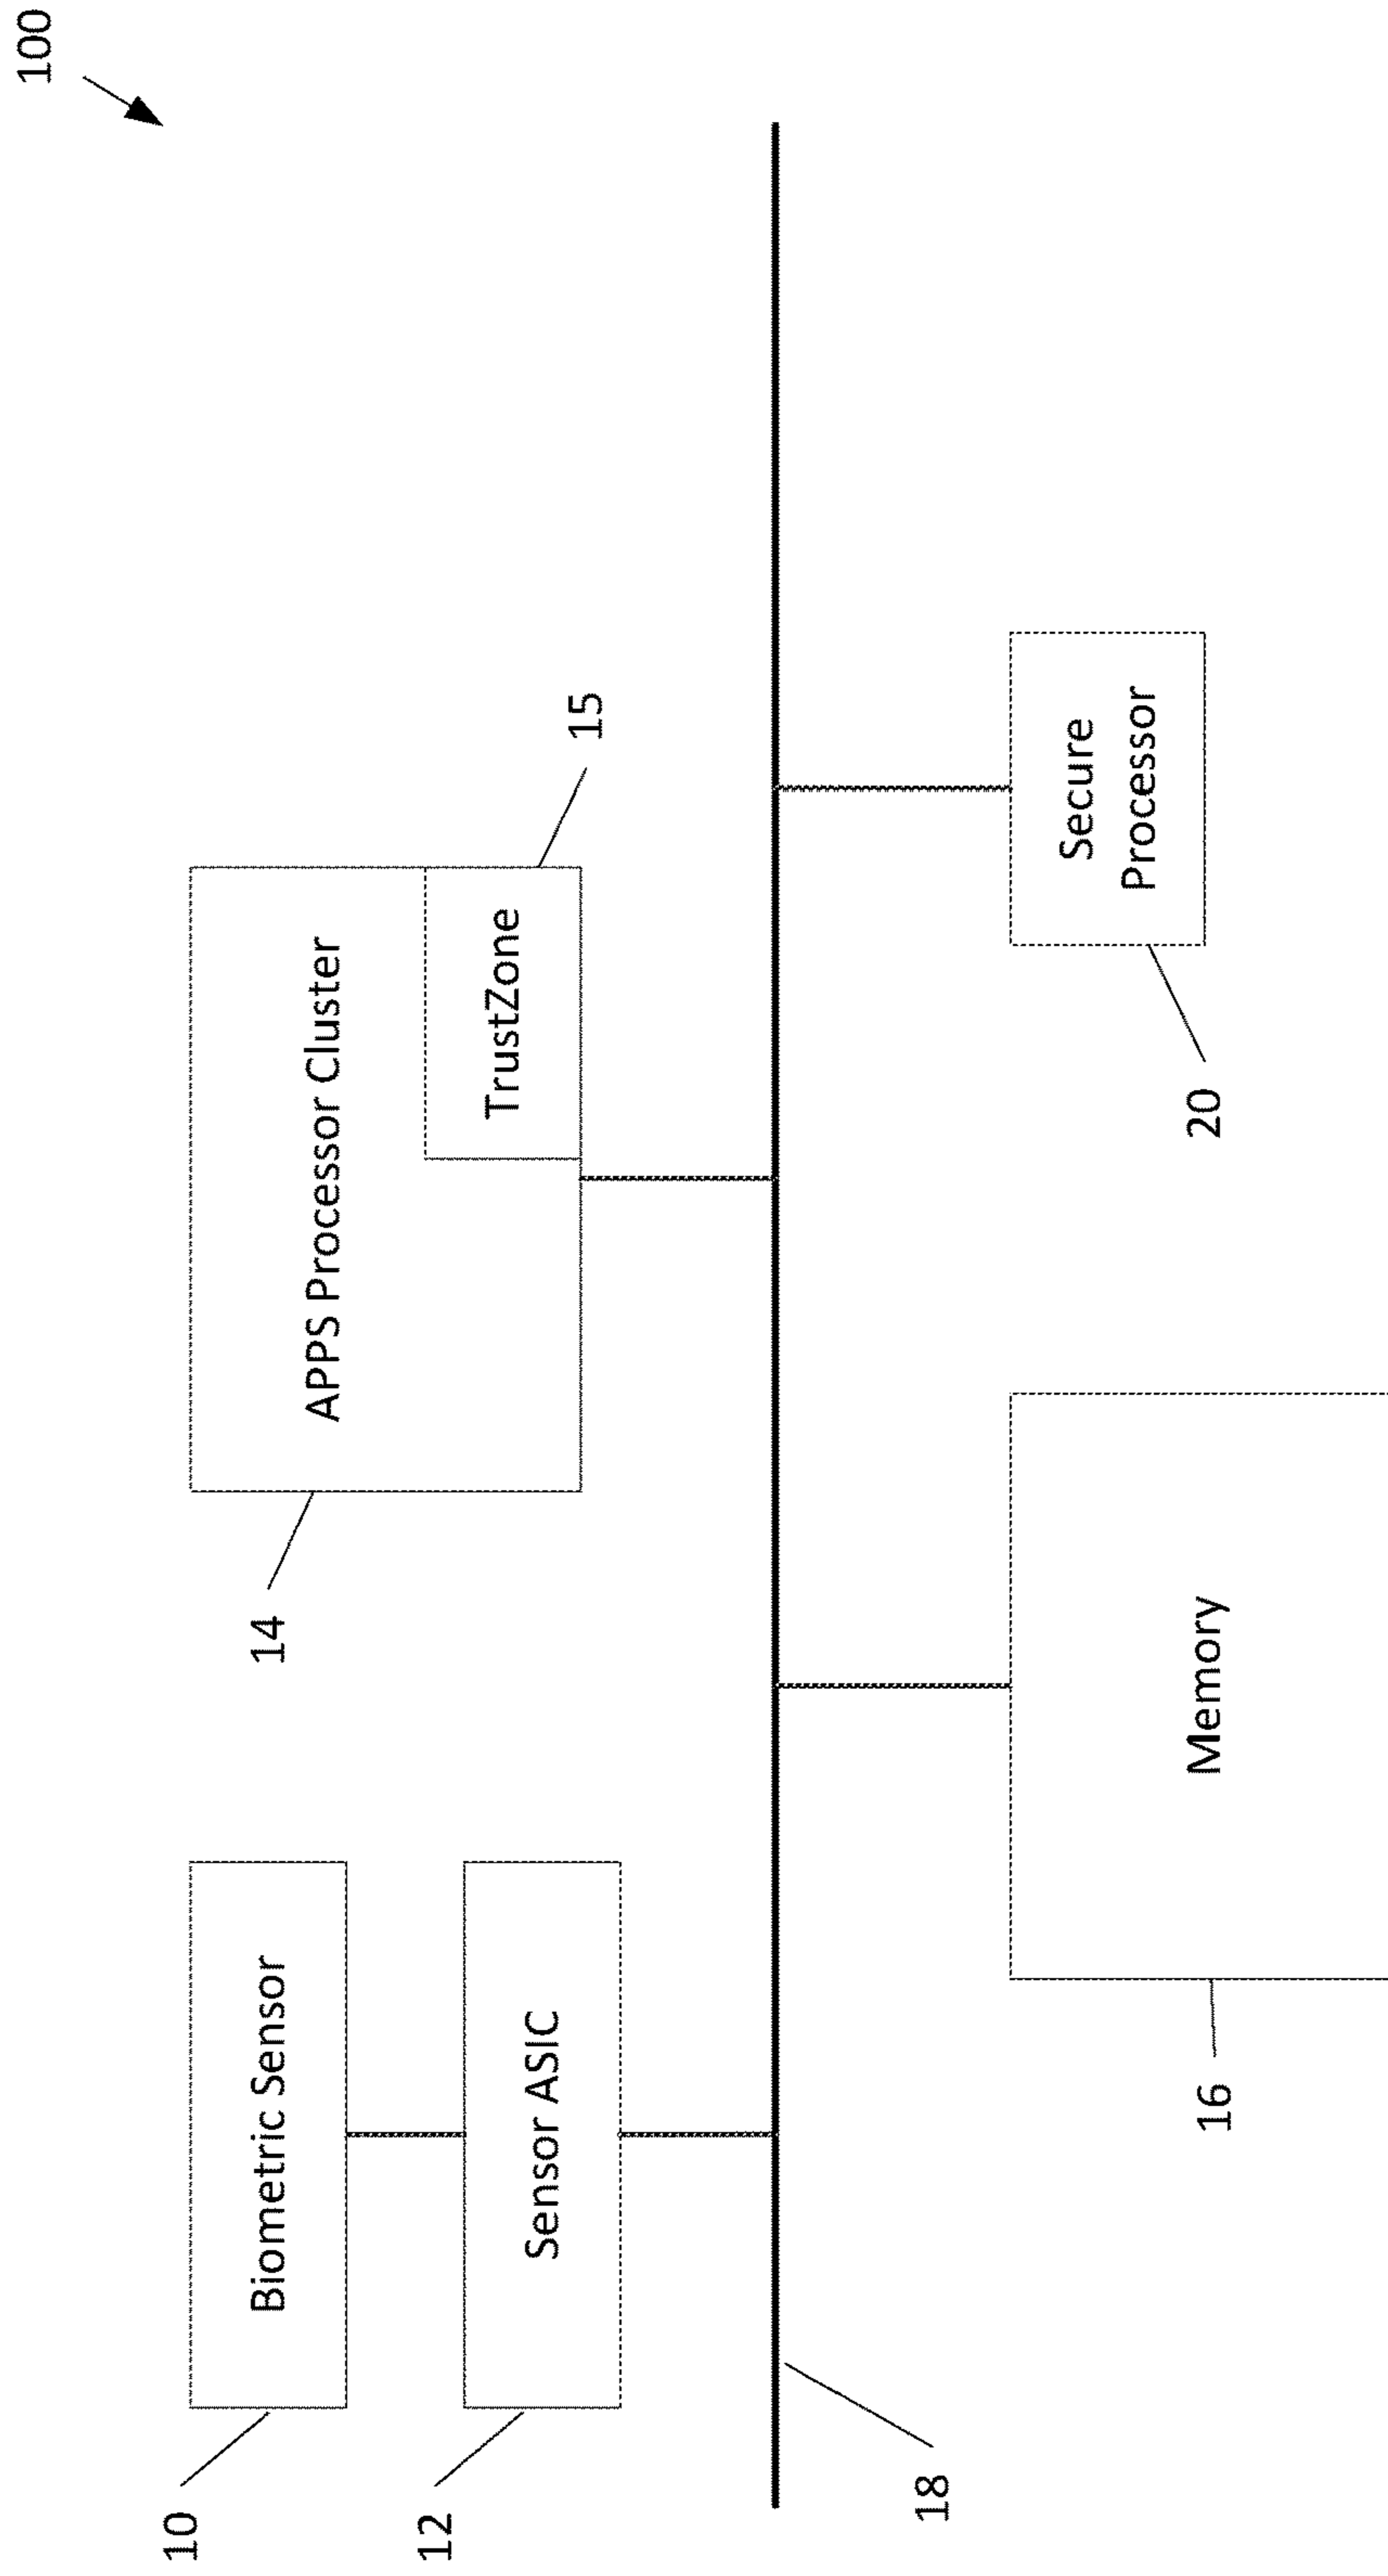 100
10
Biometric Sensor
12
Sensor ASIC
14
APPS Processor Cluster
TrustZone
15
18
16
Memory
20
Secure
Processor